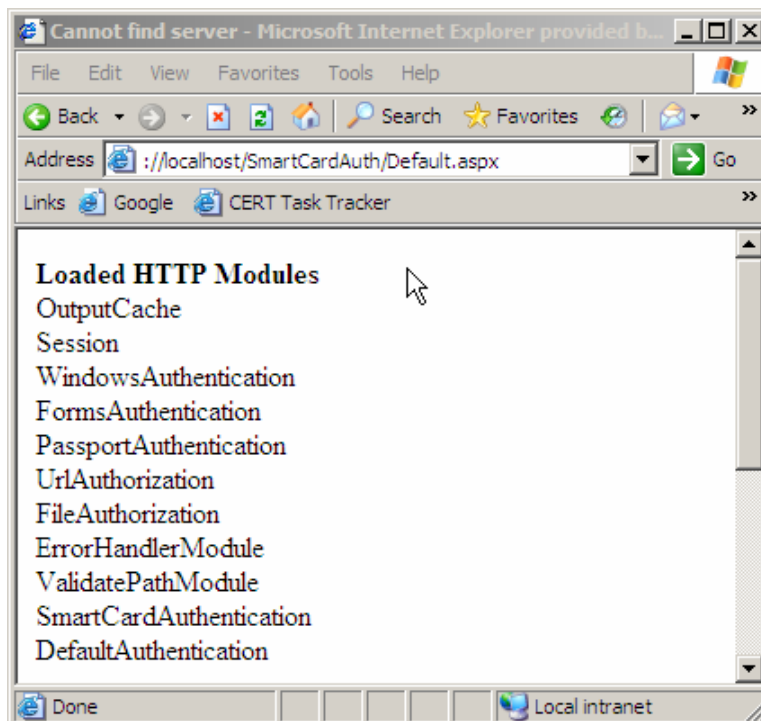 Cannot find server - Microsoft Internet Explorer provided b...
File Edit View Favorites Tools Help
Back Search Favorites »
Address ://localhost/SmartCardAuth/Default.aspx Go
Links Google CERT Task Tracker »
Loaded HTTP Modules
OutputCache
Session
WindowsAuthentication
FormsAuthentication
PassportAuthentication
UrlAuthorization
FileAuthorization
ErrorHandlerModule
ValidatePathModule
SmartCardAuthentication
DefaultAuthentication
Done Local intranet